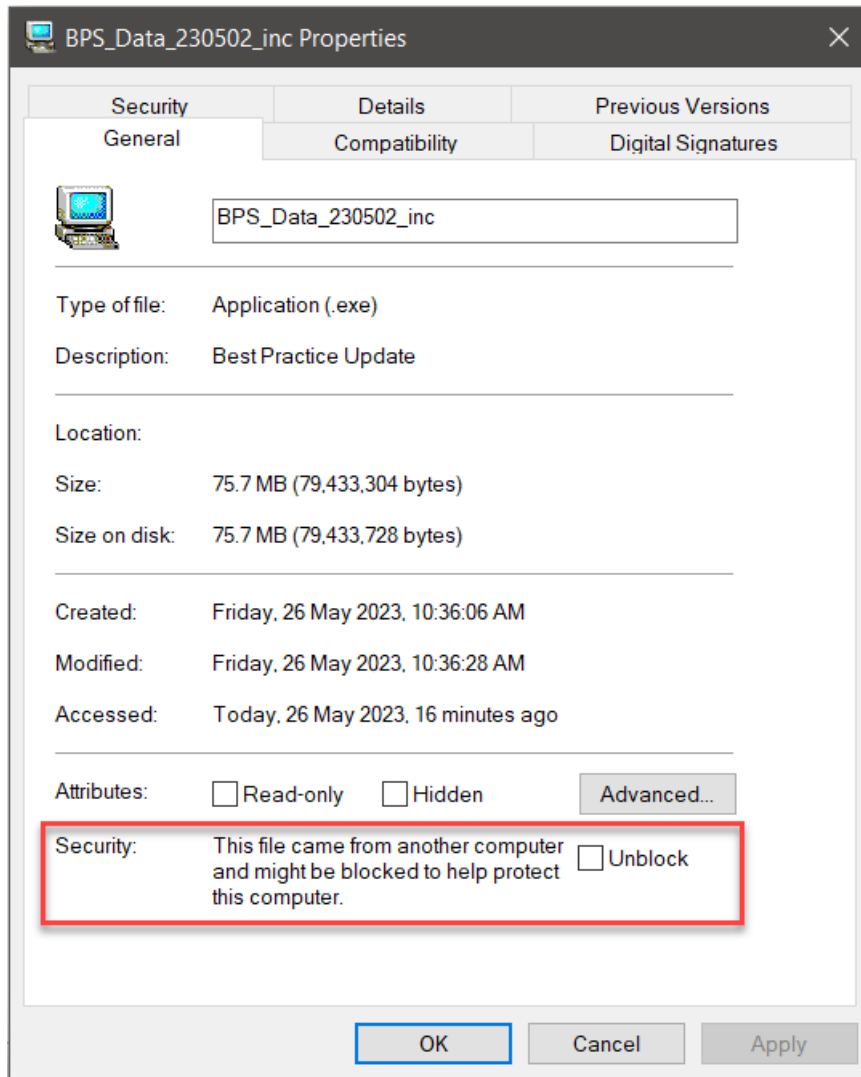 BPS_Data_230502_inc Properties
Security Details Previous Versions
General Compatibility Digital Signatures
BPS_Data_230502_inc
Type of file: Application (.exe)
Description: Best Practice Update
Location:
Size: 75.7 MB (79,433,304 bytes)
Size on disk: 75.7 MB (79,433,728 bytes)
Created: Friday, 26 May 2023, 10:36:06 AM
Modified: Friday, 26 May 2023, 10:36:28 AM
Accessed: Today, 26 May 2023, 16 minutes ago
Attributes: Read-only Hidden Advanced...
Security: This file came from another computer
and might be blocked to help protect Unblock
this computer.
OK Cancel Apply